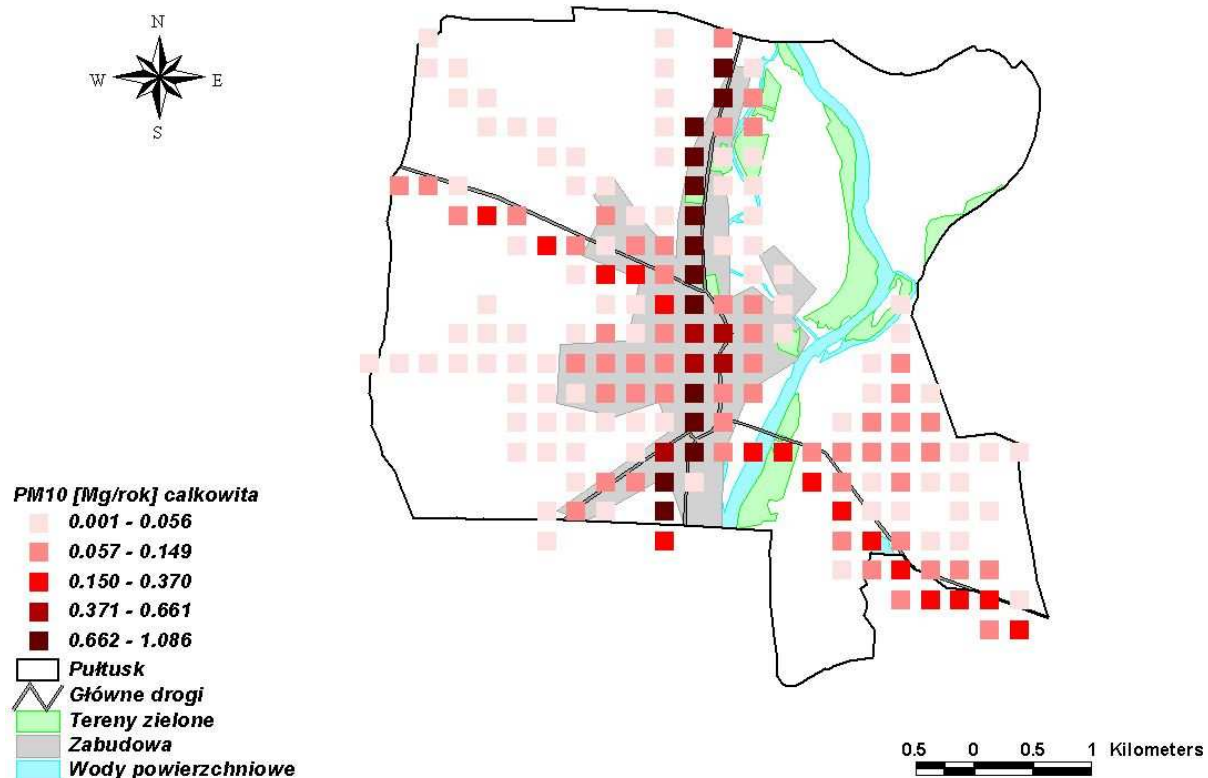 N
W E
S
PM10 [Mg/rok] calkowita
0.001 - 0.056
0.057 - 0.149
0.150 - 0.370
0.371 - 0.661
0.662 - 1.086
Pułtusk
Główne drogi
Tereny zielone
Zabudowa
Wody powierzchniowe
0.5 0 0.5 1 Kilometers